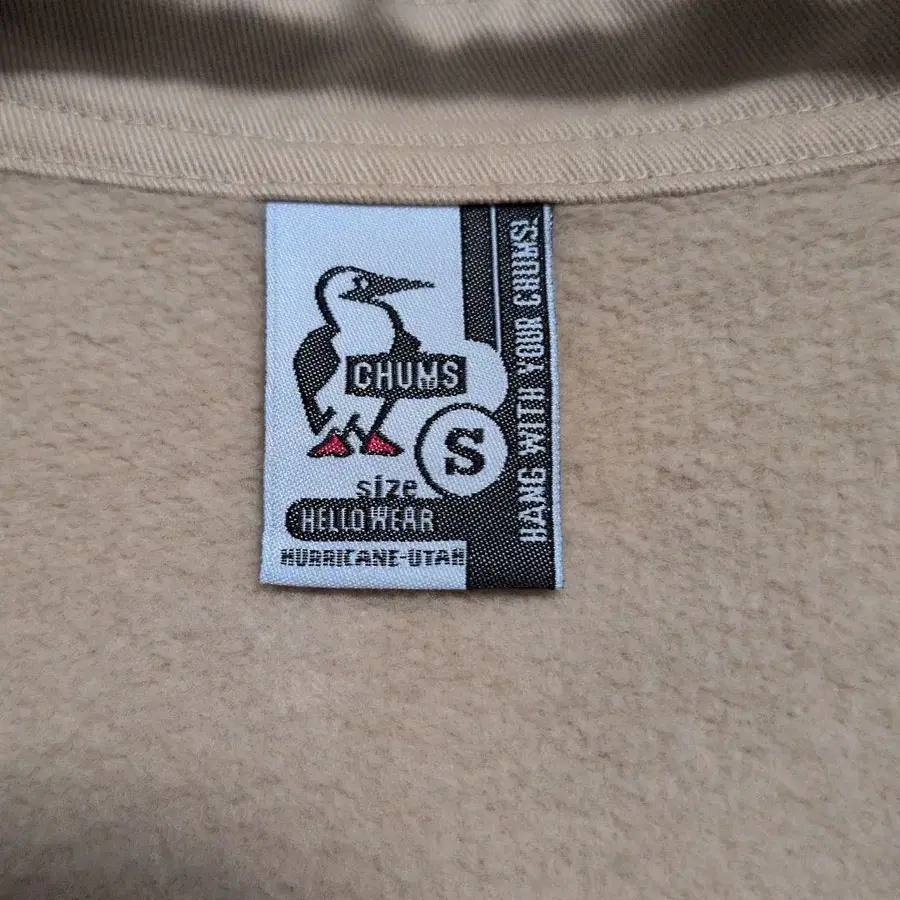 CHUMS
S
size
HELLO WEAR
HURRICANE-UTAH
HANG WITH YOUR CHUMS!